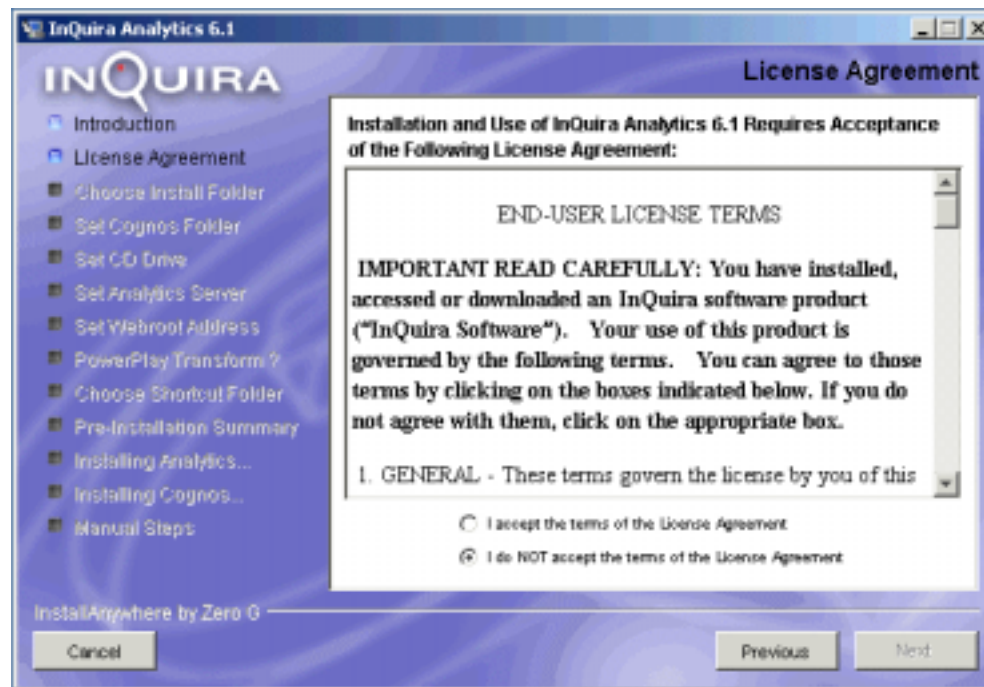 InQuira Analytics 6.1
INQUIRA
License Agreement
Introduction
License Agreement
Choose Install Folder
Set Cognos Folder
Set CD Drive
Set Analytics Server
Set Webroot Address
PowerPlay Transform ?
Choose Shortcut Folder
Pre-Installation Summary
Installing Analytics...
Installing Cognos...
Manual Steps
Installation and Use of InQuira Analytics 6.1 Requires Acceptance
of the Following License Agreement:
END-USER LICENSE TERMS
IMPORTANT READ CAREFULLY: You have installed,
accessed or downloaded an InQuira software product
("InQuira Software"). Your use of this product is
governed by the following terms. You can agree to those
terms by clicking on the boxes indicated below. If you do
not agree with them, click on the appropriate box.
1. GENERAL - These terms govern the license by you of this
I accept the terms of the License Agreement
I do NOT accept the terms of the License Agreement
InstallAnywhere by Zero G
Cancel
Previous
Next